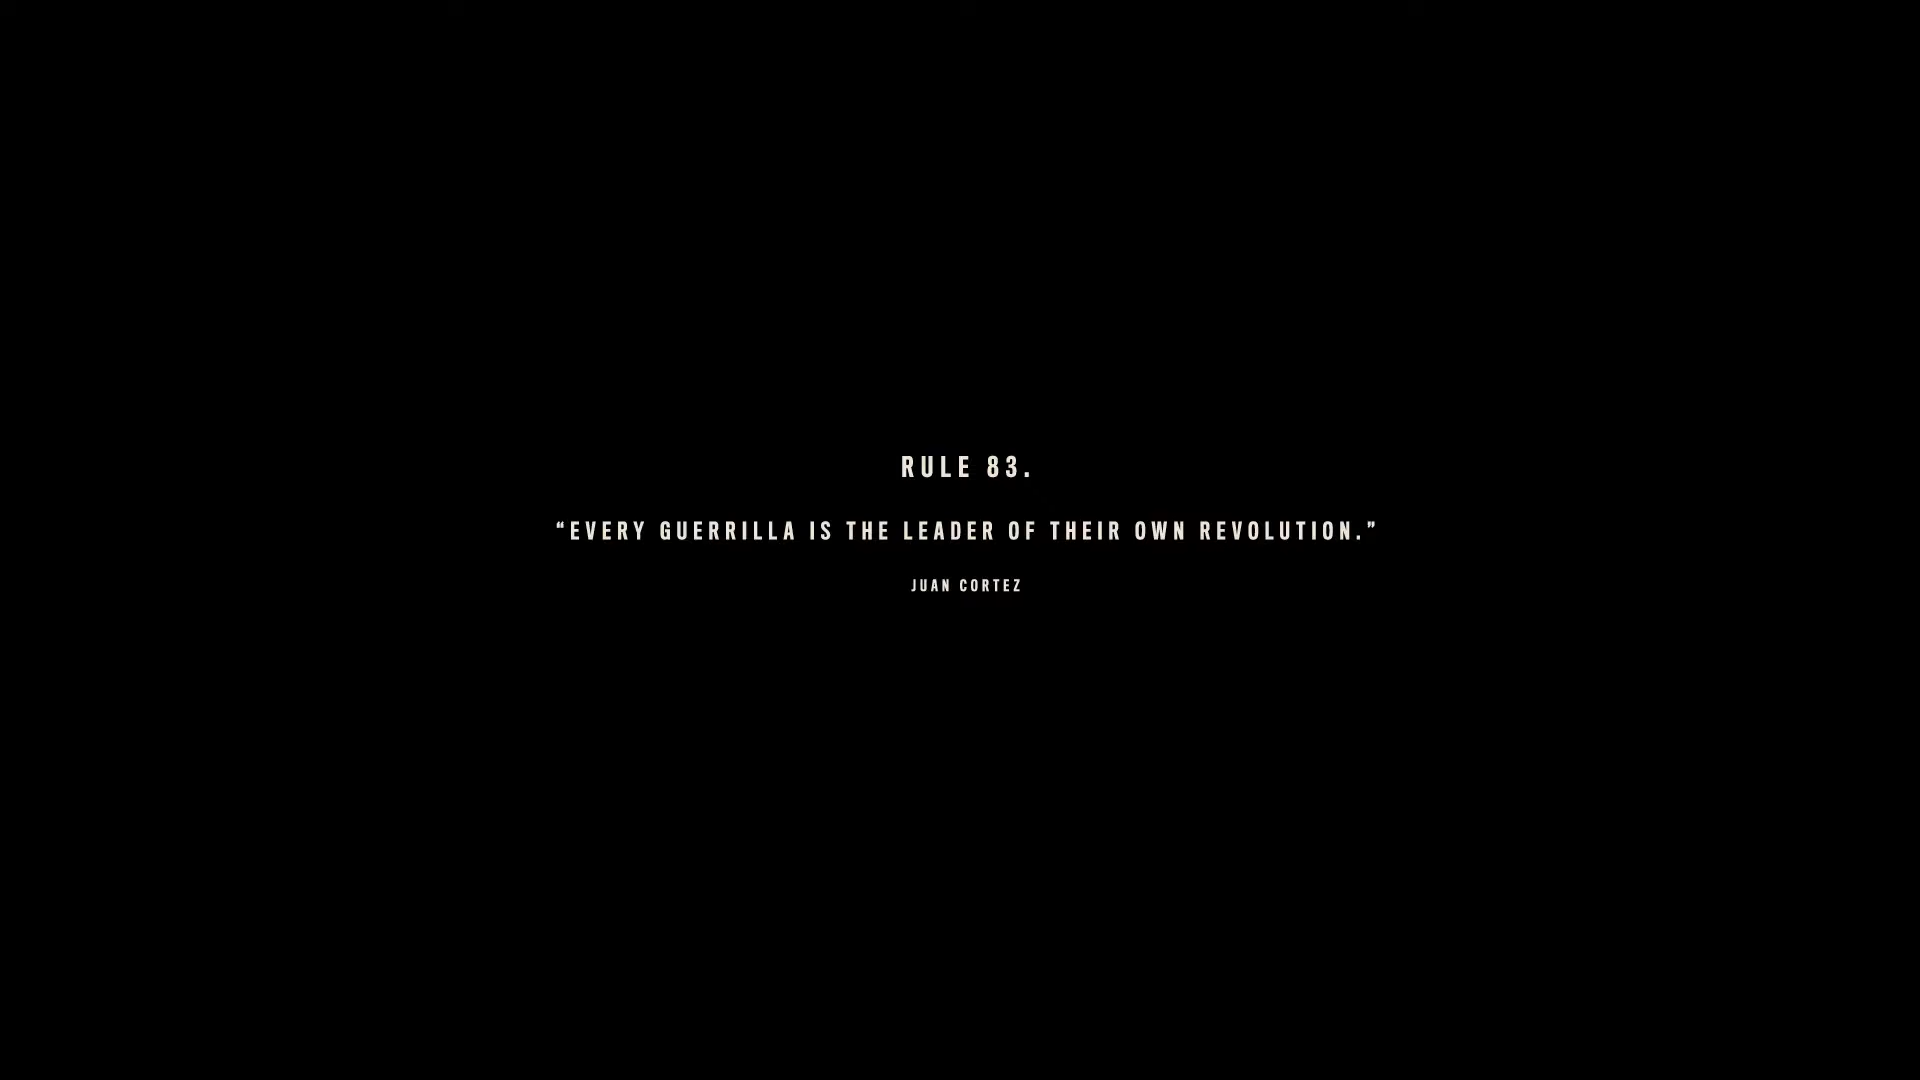 RULE 83.
“EVERY GUERRILLA IS THE LEADER OF THEIR OWN REVOLUTION.”
JUAN CORTEZ